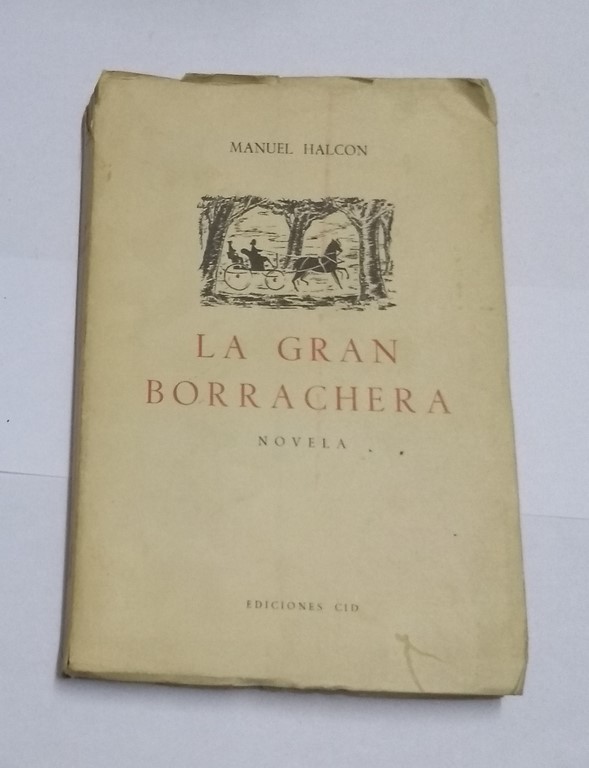 MANUEL HALCON
LA GRAN
BORRACHERA
NOVELA
EDICIONES CID